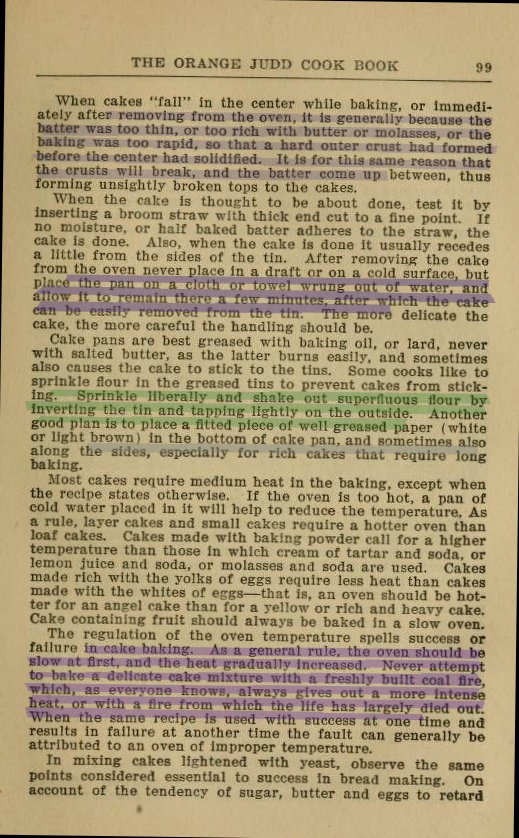 THE ORANGE JUDD COOK BOOK 99
When cakes "fall" in the center while baking, or immedi-
ately after removing from the oven, it is generally because the
batter was too thin, or too rich with butter or molasses, or the
baking was too rapid, so that a hard outer crust had formed
before the center had solidified. It is for this same reason that
the crusts will break, and the batter come up between, thus
forming unsightly broken tops to the cakes.
When the cake is thought to be about done, test it by
inserting a broom straw with thick end cut to a fine point. If
no moisture, or half baked batter adheres to the straw, the
cake is done. Also, when the cake is done it usually recedes
a little from the sides of the tin. After removing the cake
from the oven never place in a draft or on a cold surface, but
place the pan on a cloth or towel wrung out of water, and
allow it to remain there a few minutes, after which the cake
can be easily removed from the tin. The more delicate the
cake, the more careful the handling should be.
Cake pans are best greased with baking oil, or lard, never
with salted butter, as the latter burns easily, and sometimes
also causes the cake to stick to the tins. Some cooks like to
sprinkle flour in the greased tins to prevent cakes from stick-
ing. Sprinkle liberally and shake out superfluous flour by
inverting the tin and tapping lightly on the outside. Another
good plan is to place a fitted piece of well greased paper (white
or light brown) in the bottom of cake pan, and sometimes also
along the sides, especially for rich cakes that require long
baking.
Most cakes require medium heat in the baking, except when
the recipe states otherwise. If the oven is too hot, a pan of
cold water placed in it will help to reduce the temperature. As
a rule, layer cakes and small cakes require a hotter oven than
loaf cakes. Cakes made with baking powder call for a higher
temperature than those in which cream of tartar and soda, or
lemon juice and soda, or molasses and soda are used. Cakes
made rich with the yolks of eggs require less heat than cakes
made with the whites of eggs—that is, an oven should be hot-
ter for an angel cake than for a yellow or rich and heavy cake.
Cake containing fruit should always be baked in a slow oven.
The regulation of the oven temperature spells success or
failure in cake baking. As a general rule, the oven should be
slow at first, and the heat gradually increased. Never attempt
to bake a delicate cake mixture with a freshly built coal fire,
which, as everyone knows, always gives out a more intense
heat, or with a fire from which the life has largely died out.
When the same recipe is used with success at one time and
results in failure at another time the fault can generally be
attributed to an oven of improper temperature.
In mixing cakes lightened with yeast, observe the same
points considered essential to success in bread making. On
account of the tendency of sugar, butter and eggs to retard